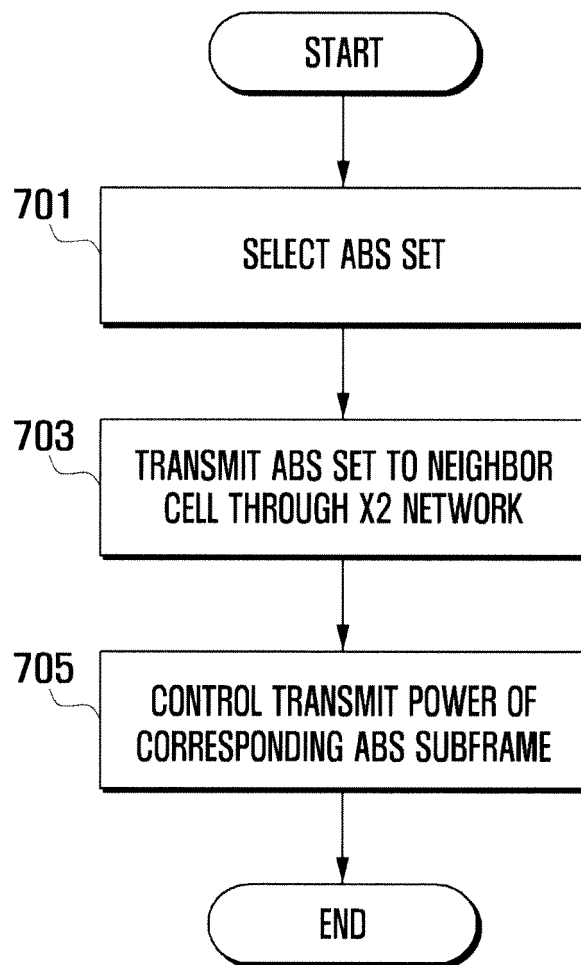 START
701
SELECT ABS SET
703
TRANSMIT ABS SET TO NEIGHBOR
CELL THROUGH X2 NETWORK
705
CONTROL TRANSMIT POWER OF
CORRESPONDING ABS SUBFRAME
END